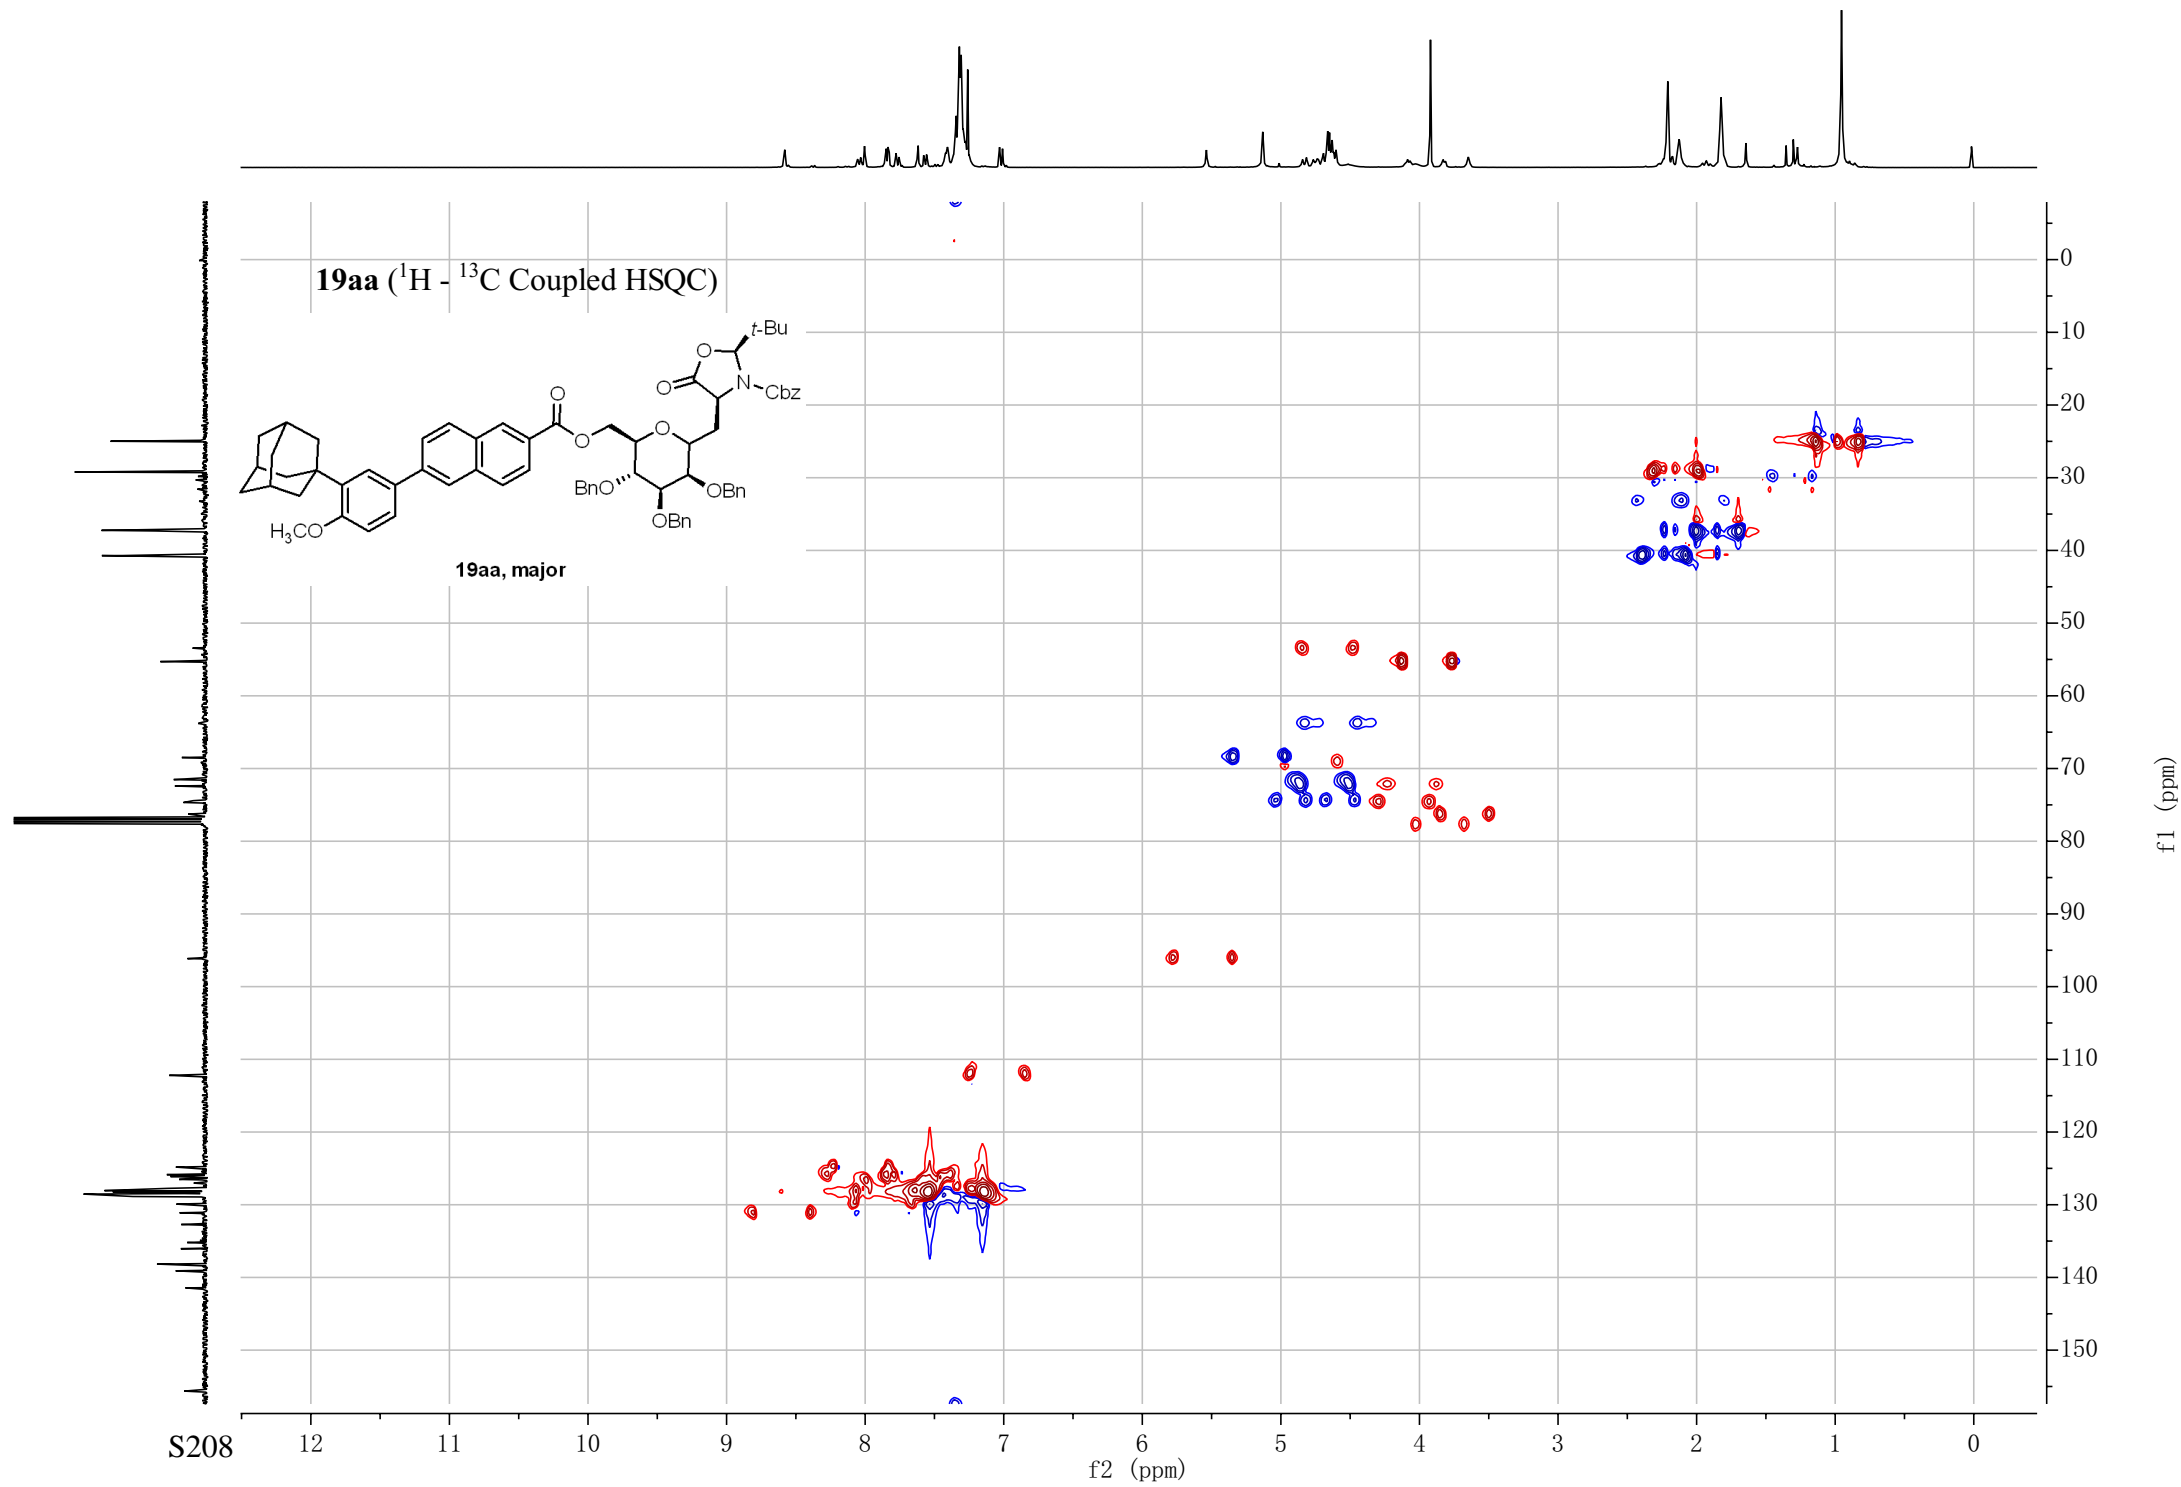 19aa (¹H - ¹³C Coupled HSQC)
t-Bu
O
O
N
Cbz
O
O
O
BnO
OBn
OBn
H₃CO
19aa, major
0
10
20
30
40
50
60
70
80
90
100
110
120
130
140
150
f1 (ppm)
12 11 10 9 8 7 6 5 4 3 2 1 0
f2 (ppm)
S208